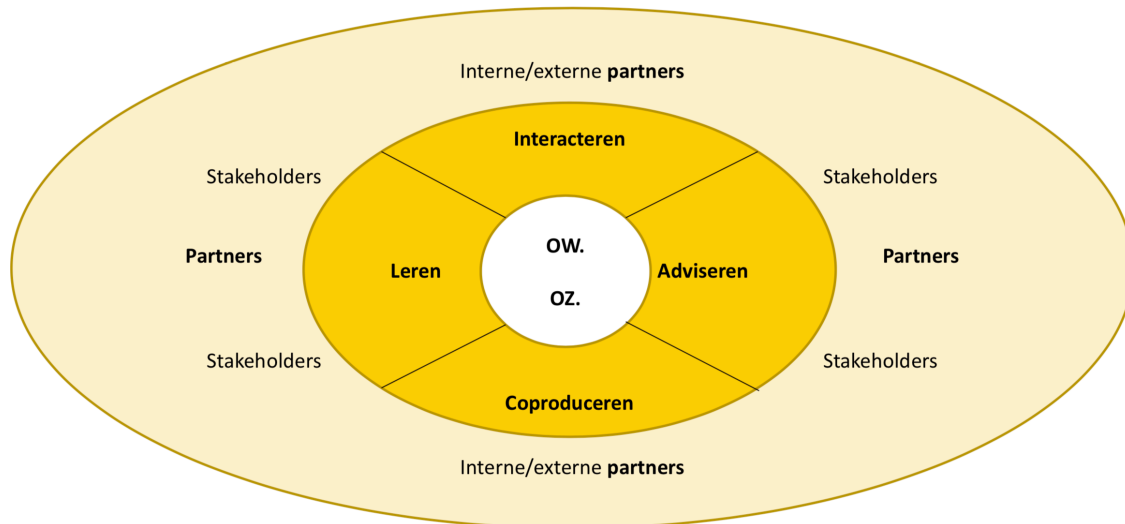 Interne/externe partners
Interacteren
Stakeholders
Stakeholders
Partners
OW.
Partners
Leren
Adviseren
OZ.
Stakeholders
Stakeholders
Coproduceren
Interne/externe partners